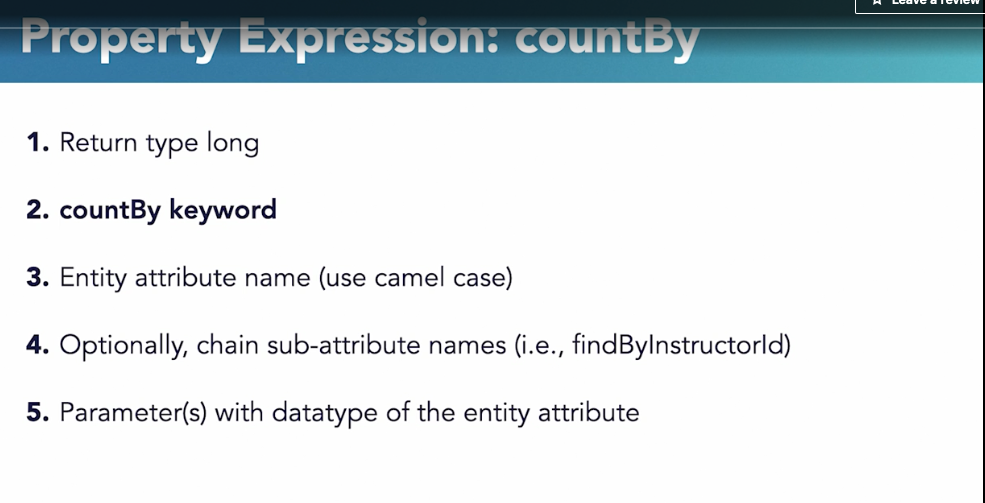 Leave a review
Property Expression: countBy
1. Return type long
2. countBy keyword
3. Entity attribute name (use camel case)
4. Optionally, chain sub-attribute names (i.e., findByInstructorId)
5. Parameter(s) with datatype of the entity attribute